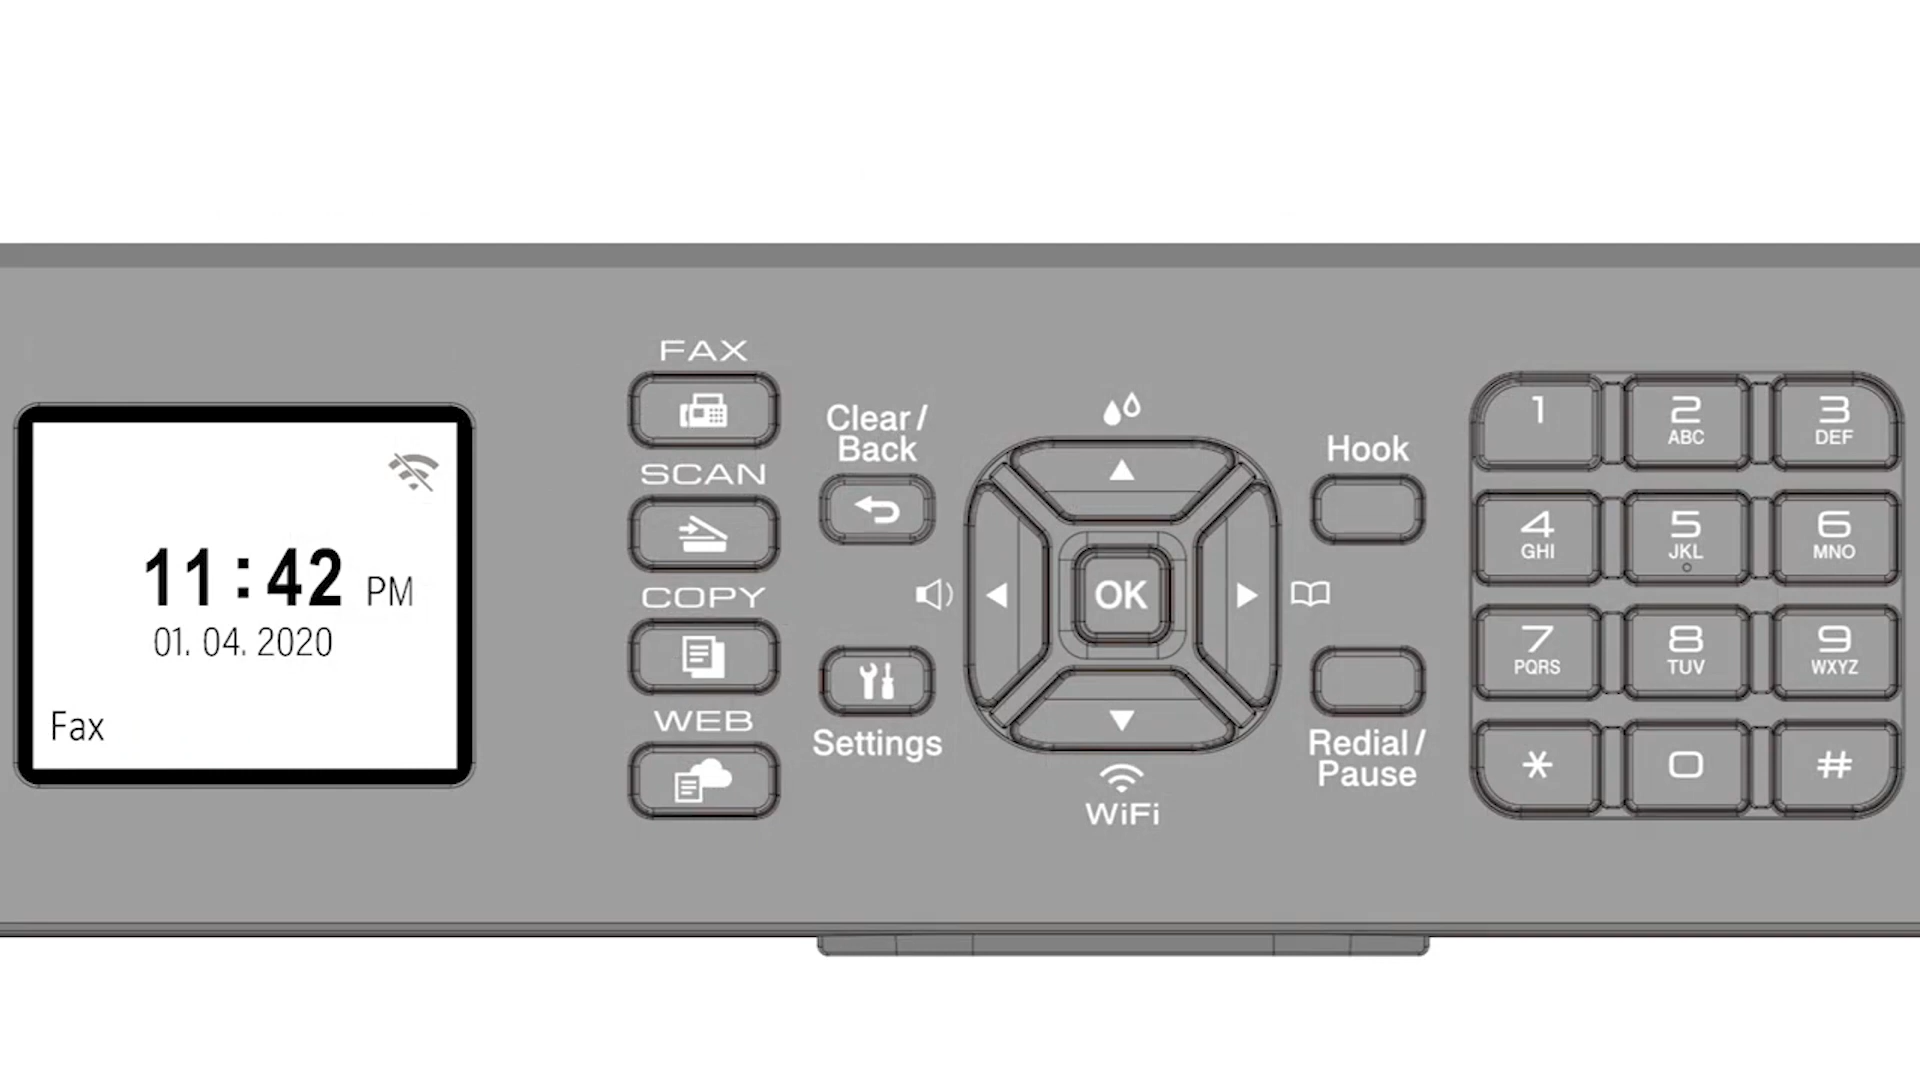 11:42 PM
01. 04. 2020
Fax
FAX
SCAN
COPY
WEB
Clear/
Back
Settings
OK
WiFi
Hook
Redial/
Pause
1
2
ABC
3
DEF
4
GHI
5
JKL
6
MNO
7
PQRS
8
TUV
9
WXYZ
*
0
#